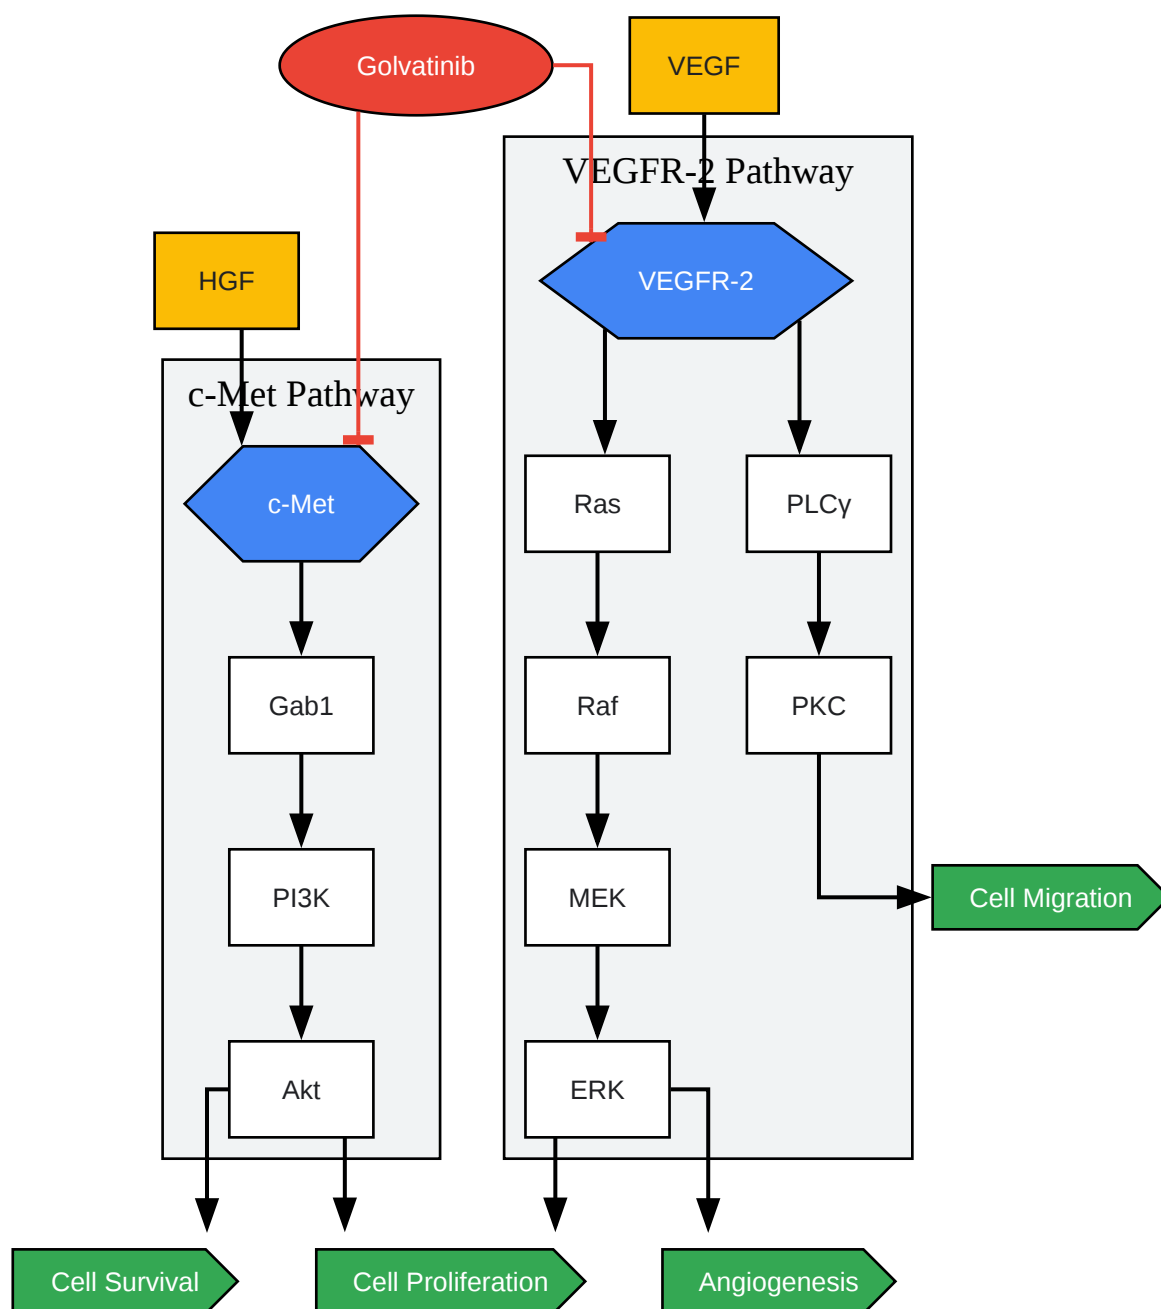 Golvatinib
VEGF
VEGFR-2 Pathway
HGF
VEGFR-2
c-Met Pathway
c-Met
Ras
PLCγ
Gab1
Raf
PKC
PI3K
MEK
Cell Migration
Akt
ERK
Cell Survival
Cell Proliferation
Angiogenesis